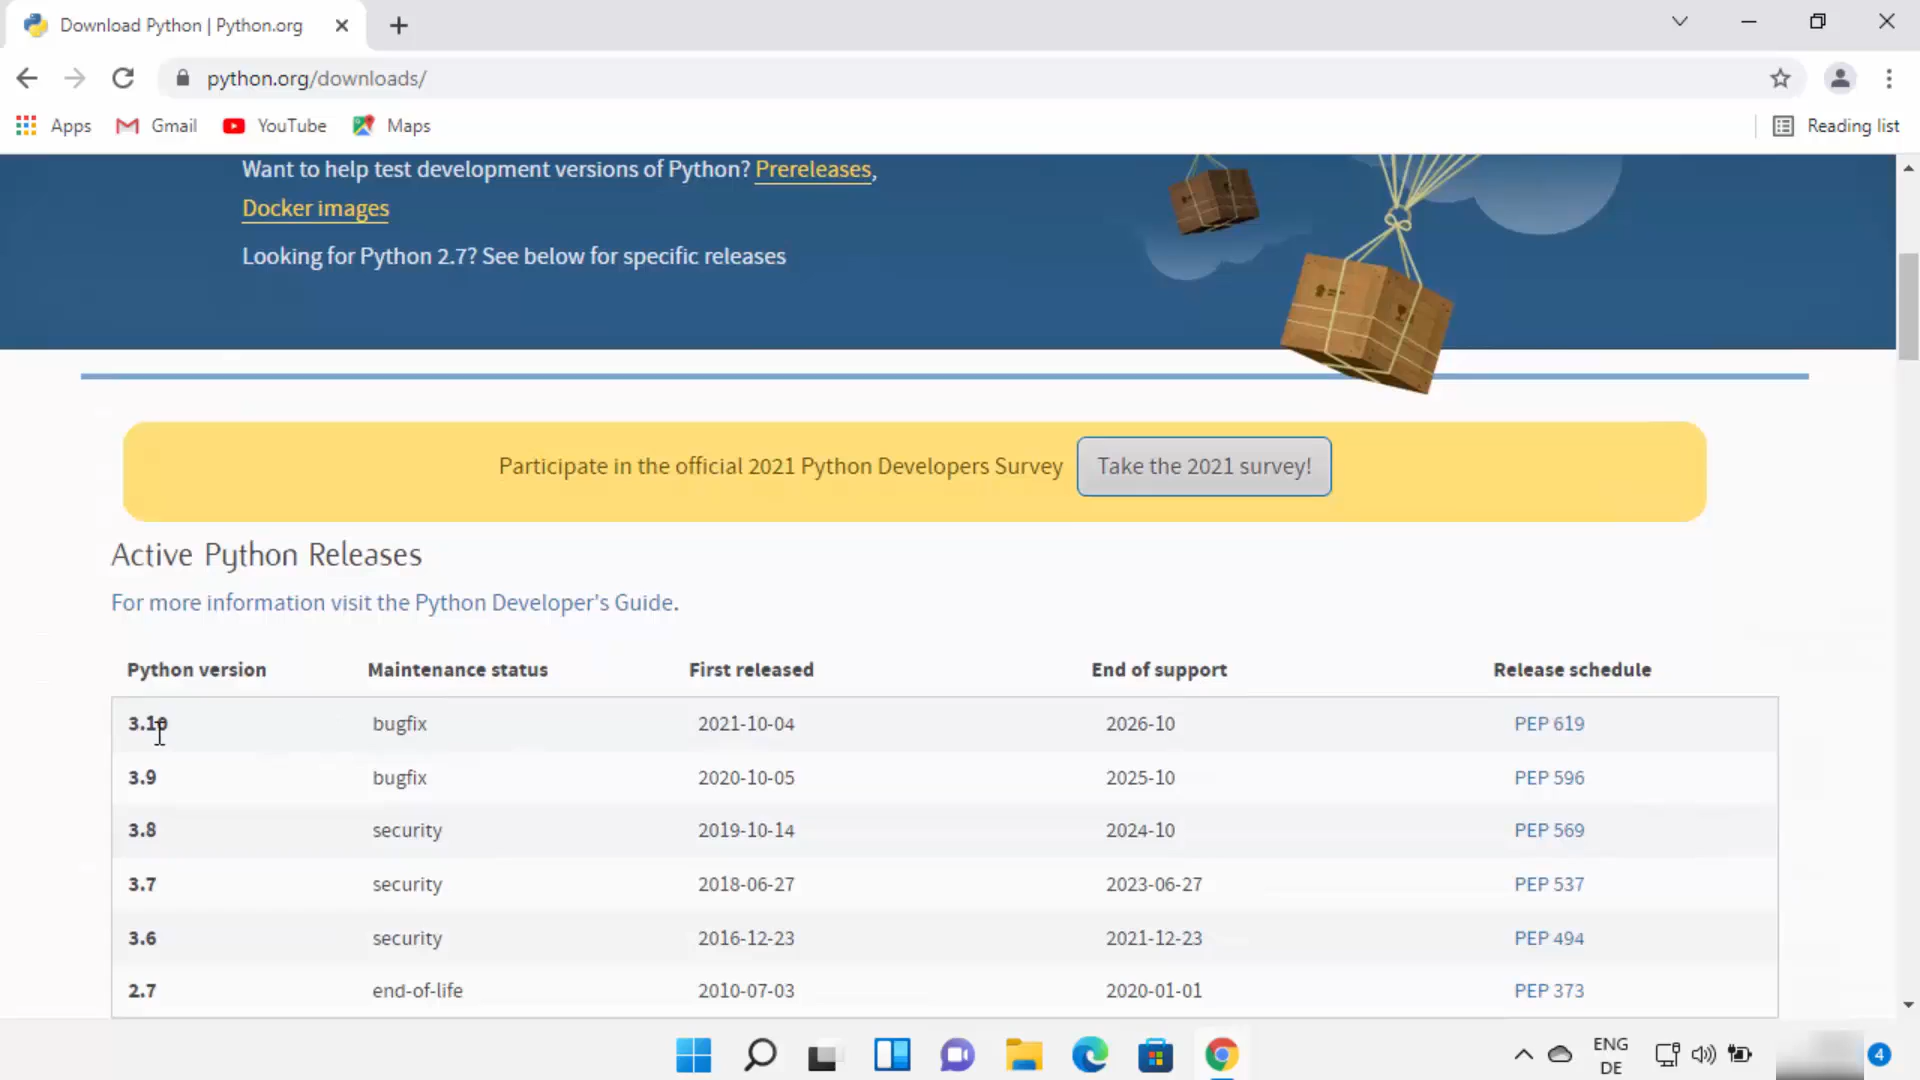 Download Python | Python.org
python.org/downloads/
Apps Gmail YouTube Maps Reading list
Want to help test development versions of Python? Prereleases,
Docker images
Looking for Python 2.7? See below for specific releases
Participate in the official 2021 Python Developers Survey Take the 2021 survey!
Active Python Releases
For more information visit the Python Developer's Guide.
Python version Maintenance status First released End of support Release schedule
3.10 bugfix 2021-10-04 2026-10 PEP 619
3.9 bugfix 2020-10-05 2025-10 PEP 596
3.8 security 2019-10-14 2024-10 PEP 569
3.7 security 2018-06-27 2023-06-27 PEP 537
3.6 security 2016-12-23 2021-12-23 PEP 494
2.7 end-of-life 2010-07-03 2020-01-01 PEP 373
ENG
DE
4